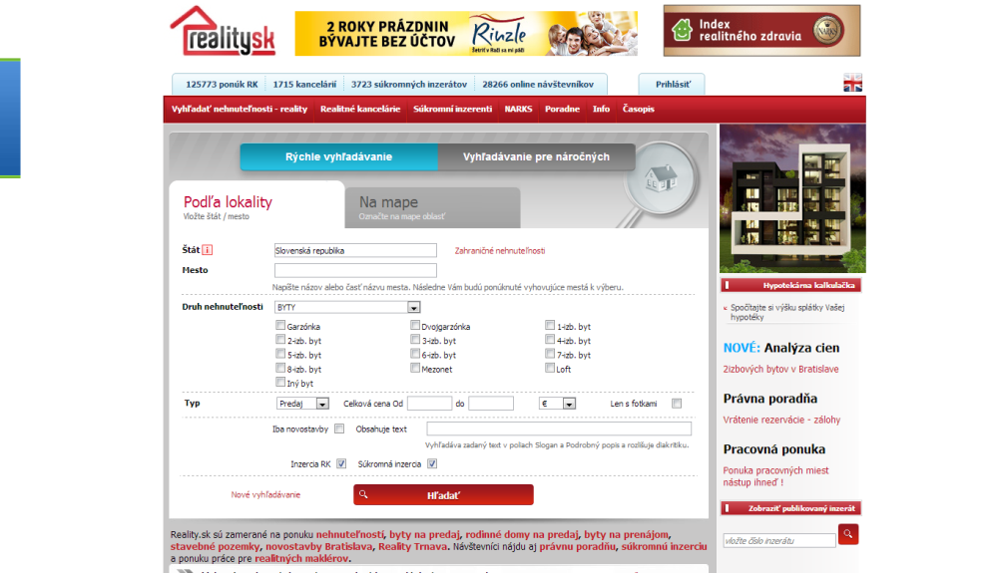 realitysk
2 ROKY PRÁZDNIN
BÝVAJTE BEZ ÚČTOV
Rinzle
Šetrif v Rači sa mi páči
Index
realitného zdravia
NARKS
125773 ponúk RK
1715 kancelárií
3723 súkromných inzerátov
28266 online návštevníkov
Prihlásiť
Vyhľadať nehnuteľnosti - reality
Realitné kancelárie
Súkromní inzerenti
NARKS
Poradne
Info
Časopis
Rýchle vyhľadávanie
Vyhľadávanie pre náročných
Podľa lokality
Vložte štát / mesto
Na mape
Označte na mape oblasť
Štát i
Slovenská republika
Zahraničné nehnuteľnosti
Mesto
Napíšte názov alebo časť názvu mesta. Následne Vám budú ponúknuté vyhovujúce mestá k výberu.
Druh nehnuteľnosti
BYTY
Garzónka
Dvojgarzónka
1-izb. byt
2-izb. byt
3-izb. byt
4-izb. byt
5-izb. byt
6-izb. byt
7-izb. byt
8-izb. byt
Mezonet
Loft
Iný byt
Typ
Predaj
Celková cena Od
do
€
Len s fotkami
Iba novostavby
Obsahuje text
Vyhľadáva zadaný text v poliach Slogan a Podrobný popis a rozlišuje diakritiku.
Inzercia RK
Súkromná inzercia
Nové vyhľadávanie
Hľadať
Reality.sk sú zamerané na ponuku nehnuteľností, byty na predaj, rodinné domy na predaj, byty na prenájom,
stavebné pozemky, novostavby Bratislava, Reality Trnava. Návštevníci nájdu aj právnu poradňu, súkromnú inzerciu
a ponuku práce pre realitných maklérov.
Hypotekárna kalkulačka
Spočítajte si výšku splátky Vašej
hypotéky
NOVÉ: Analýza cien
2izbových bytov v Bratislave
Právna poradňa
Vrátenie rezervácie - zálohy
Pracovná ponuka
Ponuka pracovných miest
nástup ihneď !
Zobraziť publikovaný inzerát
vložte číslo inzerátu